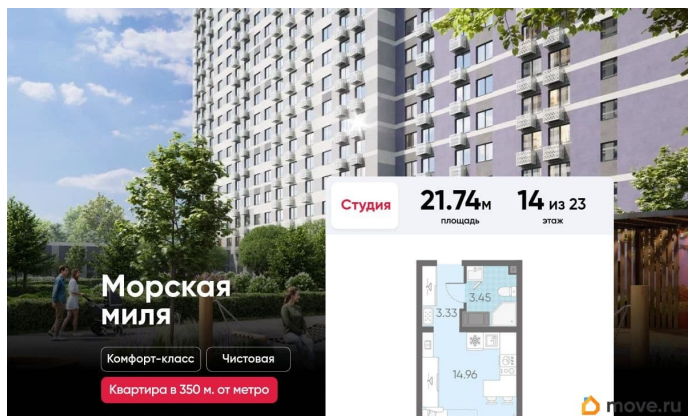 Студия
21.74м
площадь
14 из 23
этаж
Морская
миля
Комфорт-класс
Чистовая
Квартира в 350 м. от метро
3.45
3.33
14.96
move.ru